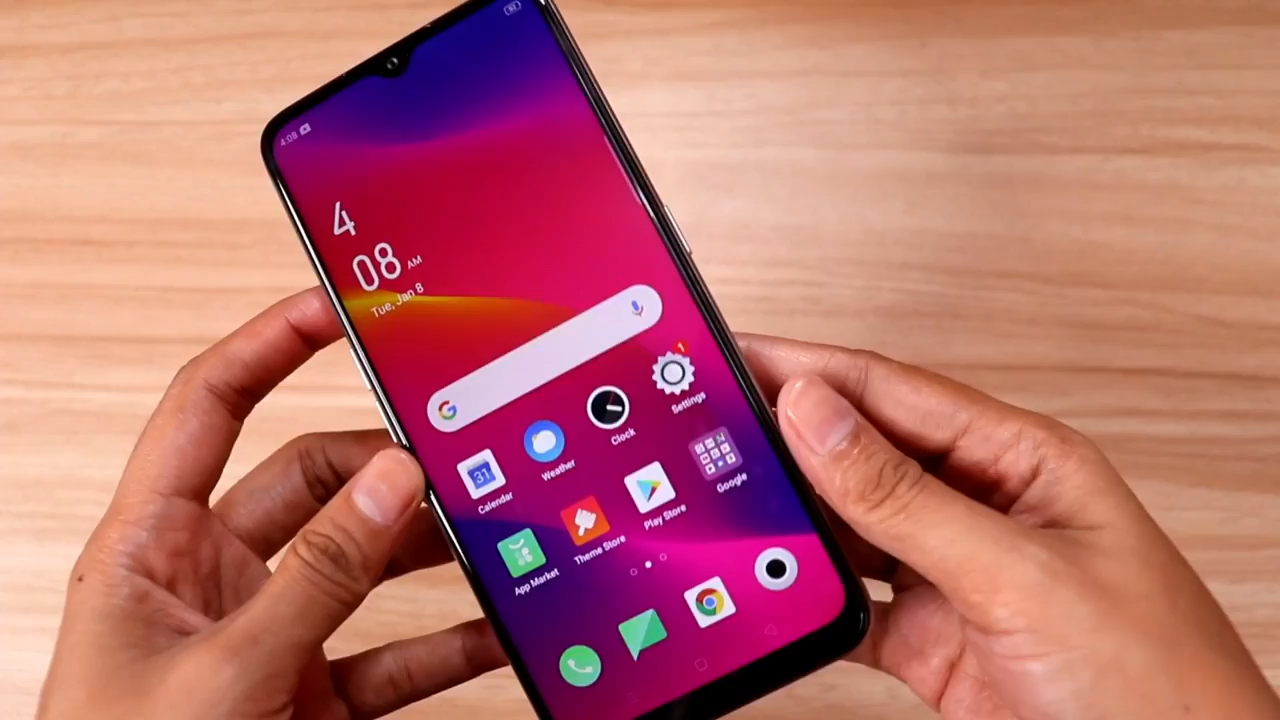 4:08
4
08 AM
Tue, Jan 8
G
1
Settings
Clock
Weather
31
Calendar
Google
Play Store
Theme Store
App Market